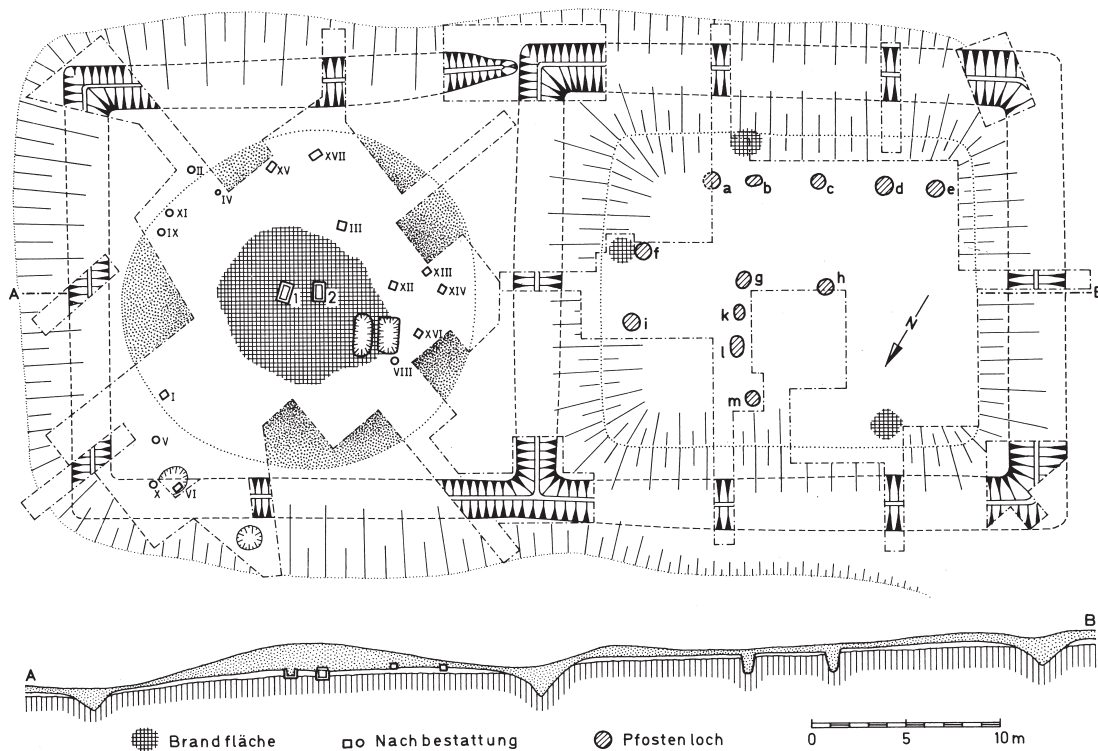 II
IV
XV
XVII
XI
IX
III
XIII
XII
XIV
1
2
XVI
VIII
I
V
X
VI
A
a
b
c
d
e
f
g
h
i
k
l
m
N
B
A
B
Brandfläche
Nachbestattung
Pfostenloch
0 5 10m